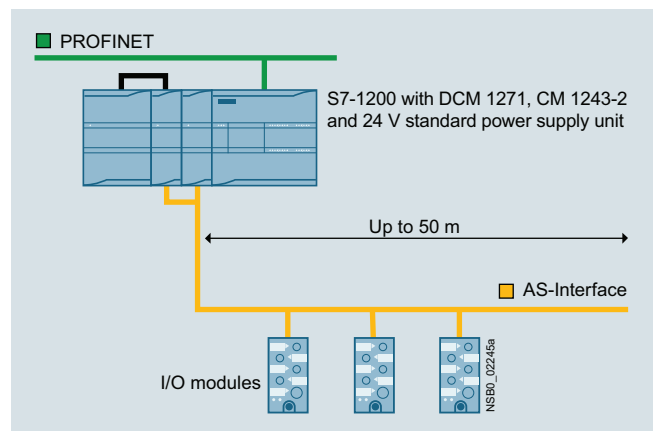 PROFINET
S7-1200 with DCM 1271, CM 1243-2
and 24 V standard power supply unit
Up to 50 m
AS-Interface
I/O modules
NSB0_02245a